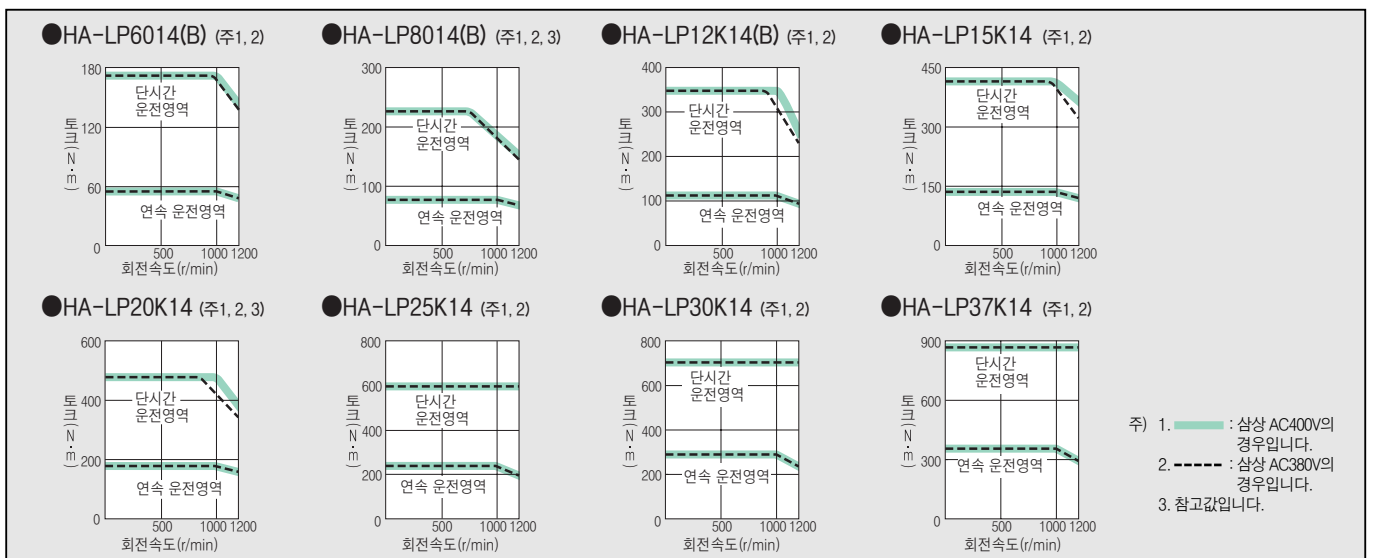 ●HA-LP6014(B) (주1, 2)
180
120
60
0
토크(N·m)
단시간
운전영역
연속 운전영역
500
1000 1200
회전속도(r/min)
●HA-LP8014(B) (주1, 2, 3)
300
200
100
0
토크(N·m)
단시간
운전영역
연속 운전영역
500
1000 1200
회전속도(r/min)
●HA-LP12K14(B) (주1, 2)
400
300
200
100
0
토크(N·m)
단시간
운전영역
연속 운전영역
500
1000 1200
회전속도(r/min)
●HA-LP15K14 (주1, 2)
450
300
150
0
토크(N·m)
단시간
운전영역
연속 운전영역
500
1000 1200
회전속도(r/min)
●HA-LP20K14 (주1, 2, 3)
600
400
200
0
토크(N·m)
단시간
운전영역
연속 운전영역
500
1000 1200
회전속도(r/min)
●HA-LP25K14 (주1, 2)
800
600
400
200
0
토크(N·m)
단시간
운전영역
연속 운전영역
500
1000 1200
회전속도(r/min)
●HA-LP30K14 (주1, 2)
800
600
400
200
0
토크(N·m)
단시간
운전영역
연속 운전영역
500
1000 1200
회전속도(r/min)
●HA-LP37K14 (주1, 2)
900
600
300
0
토크(N·m)
단시간
운전영역
연속 운전영역
500
1000 1200
회전속도(r/min)
주) 1. : 삼상 AC400V의
경우입니다.
2. : 삼상 AC380V의
경우입니다.
3. 참고값입니다.